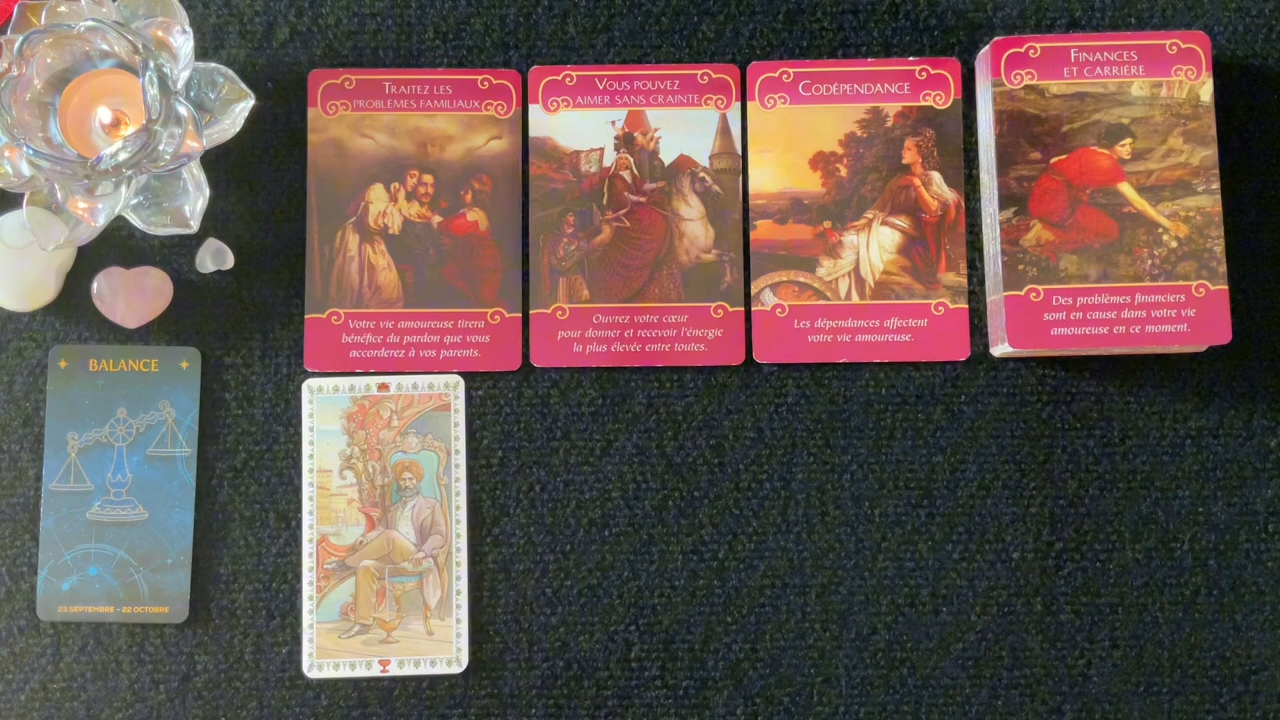 TRAITEZ LES
PROBLÈMES FAMILIAUX
Votre vie amoureuse tirera
bénéfice du pardon que vous
accorderez à vos parents.
VOUS POUVEZ
AIMER SANS CRAINTE
Ouvrez votre cœur
pour donner et recevoir l'énergie
la plus élevée entre toutes.
CODÉPENDANCE
Les dépendances affectent
votre vie amoureuse.
FINANCES
ET CARRIÈRE
Des problèmes financiers
sont en cause dans votre vie
amoureuse en ce moment.
BALANCE
23 SEPTEMBRE – 22 OCTOBRE